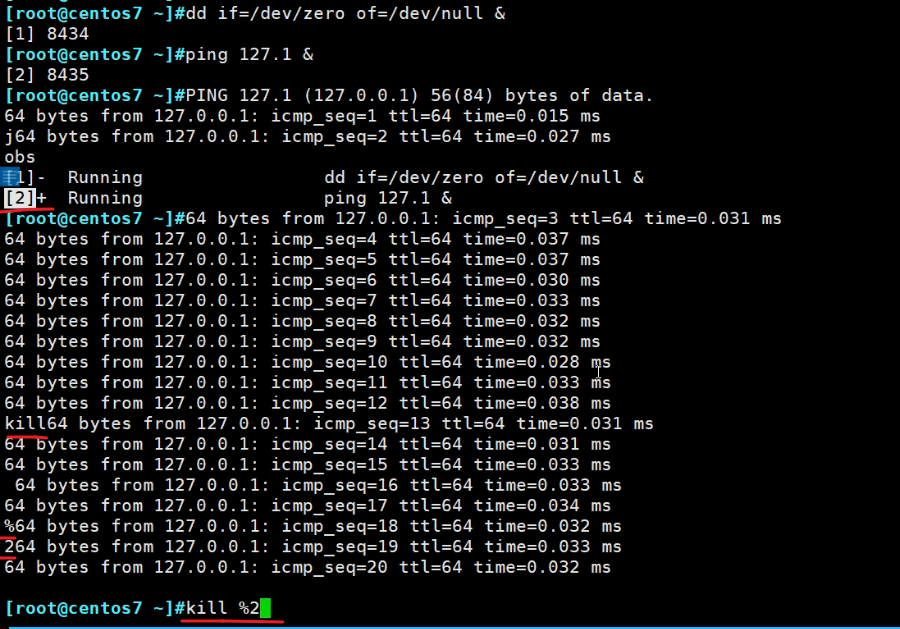 [root@centos7 ~]#dd if=/dev/zero of=/dev/null &
[1] 8434
[root@centos7 ~]#ping 127.1 &
[2] 8435
[root@centos7 ~]#PING 127.1 (127.0.0.1) 56(84) bytes of data.
64 bytes from 127.0.0.1: icmp_seq=1 ttl=64 time=0.015 ms
j64 bytes from 127.0.0.1: icmp_seq=2 ttl=64 time=0.027 ms
obs
[1]-  Running                 dd if=/dev/zero of=/dev/null &
[2]+  Running                 ping 127.1 &
[root@centos7 ~]#64 bytes from 127.0.0.1: icmp_seq=3 ttl=64 time=0.031 ms
64 bytes from 127.0.0.1: icmp_seq=4 ttl=64 time=0.037 ms
64 bytes from 127.0.0.1: icmp_seq=5 ttl=64 time=0.037 ms
64 bytes from 127.0.0.1: icmp_seq=6 ttl=64 time=0.030 ms
64 bytes from 127.0.0.1: icmp_seq=7 ttl=64 time=0.033 ms
64 bytes from 127.0.0.1: icmp_seq=8 ttl=64 time=0.032 ms
64 bytes from 127.0.0.1: icmp_seq=9 ttl=64 time=0.032 ms
64 bytes from 127.0.0.1: icmp_seq=10 ttl=64 time=0.028 ms
64 bytes from 127.0.0.1: icmp_seq=11 ttl=64 time=0.033 ms
64 bytes from 127.0.0.1: icmp_seq=12 ttl=64 time=0.038 ms
kill64 bytes from 127.0.0.1: icmp_seq=13 ttl=64 time=0.031 ms
64 bytes from 127.0.0.1: icmp_seq=14 ttl=64 time=0.031 ms
64 bytes from 127.0.0.1: icmp_seq=15 ttl=64 time=0.033 ms
 64 bytes from 127.0.0.1: icmp_seq=16 ttl=64 time=0.033 ms
64 bytes from 127.0.0.1: icmp_seq=17 ttl=64 time=0.034 ms
%64 bytes from 127.0.0.1: icmp_seq=18 ttl=64 time=0.032 ms
264 bytes from 127.0.0.1: icmp_seq=19 ttl=64 time=0.033 ms
64 bytes from 127.0.0.1: icmp_seq=20 ttl=64 time=0.032 ms
[root@centos7 ~]#kill %2